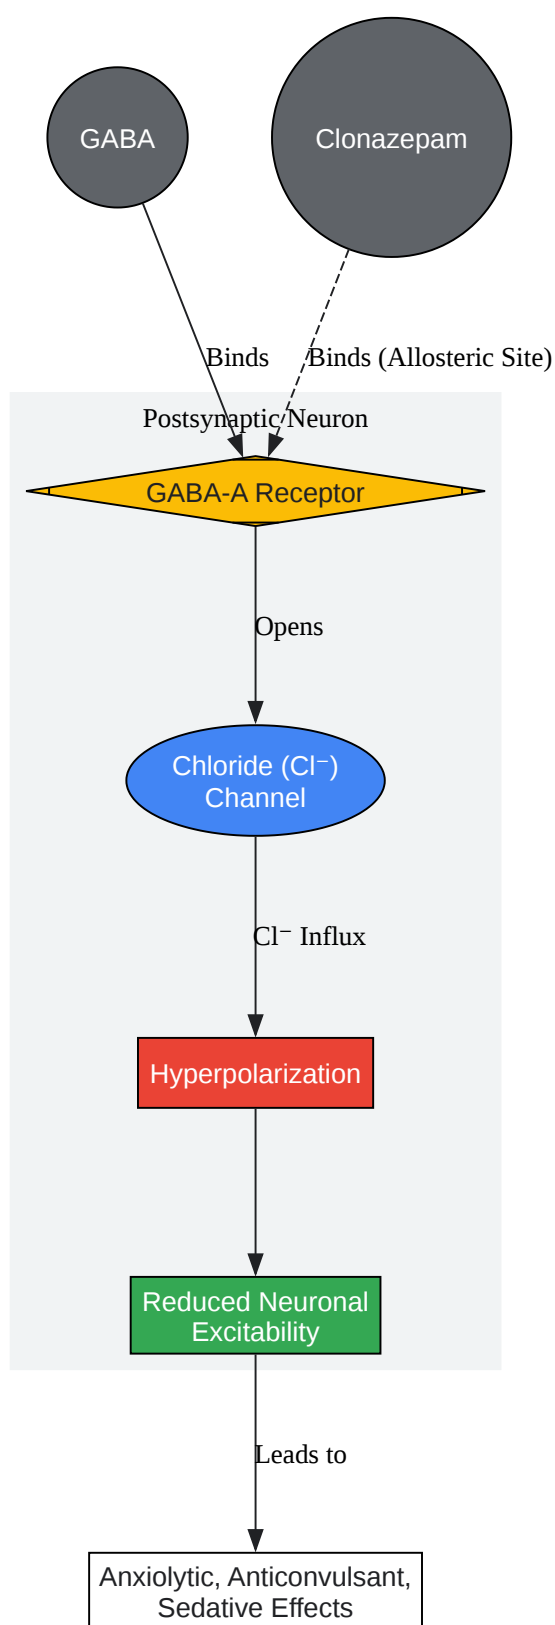 GABA
Clonazepam
Binds
Binds (Allosteric Site)
Postsynaptic Neuron
GABA-A Receptor
Opens
Chloride (Cl⁻)
Channel
Cl⁻ Influx
Hyperpolarization
Reduced Neuronal
Excitability
Leads to
Anxiolytic, Anticonvulsant,
Sedative Effects